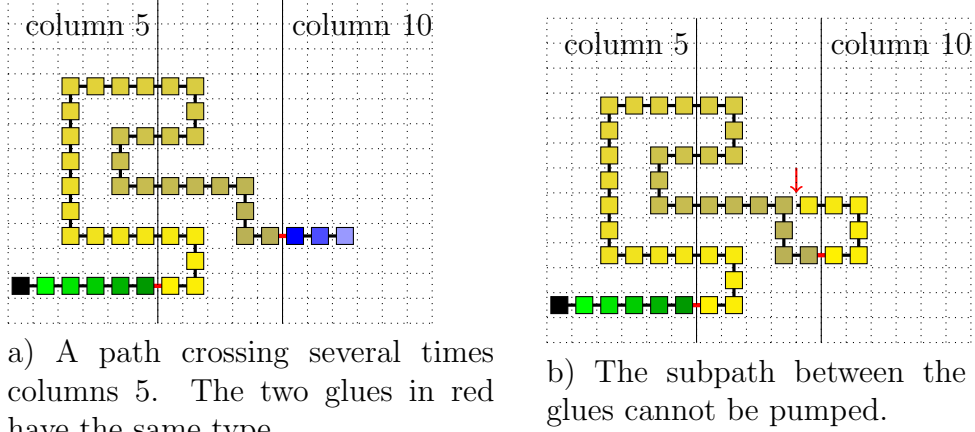 column 5 column 10
column 5 column 10
a) A path crossing several times
columns 5. The two glues in red
have the same type
b) The subpath between the
glues cannot be pumped.